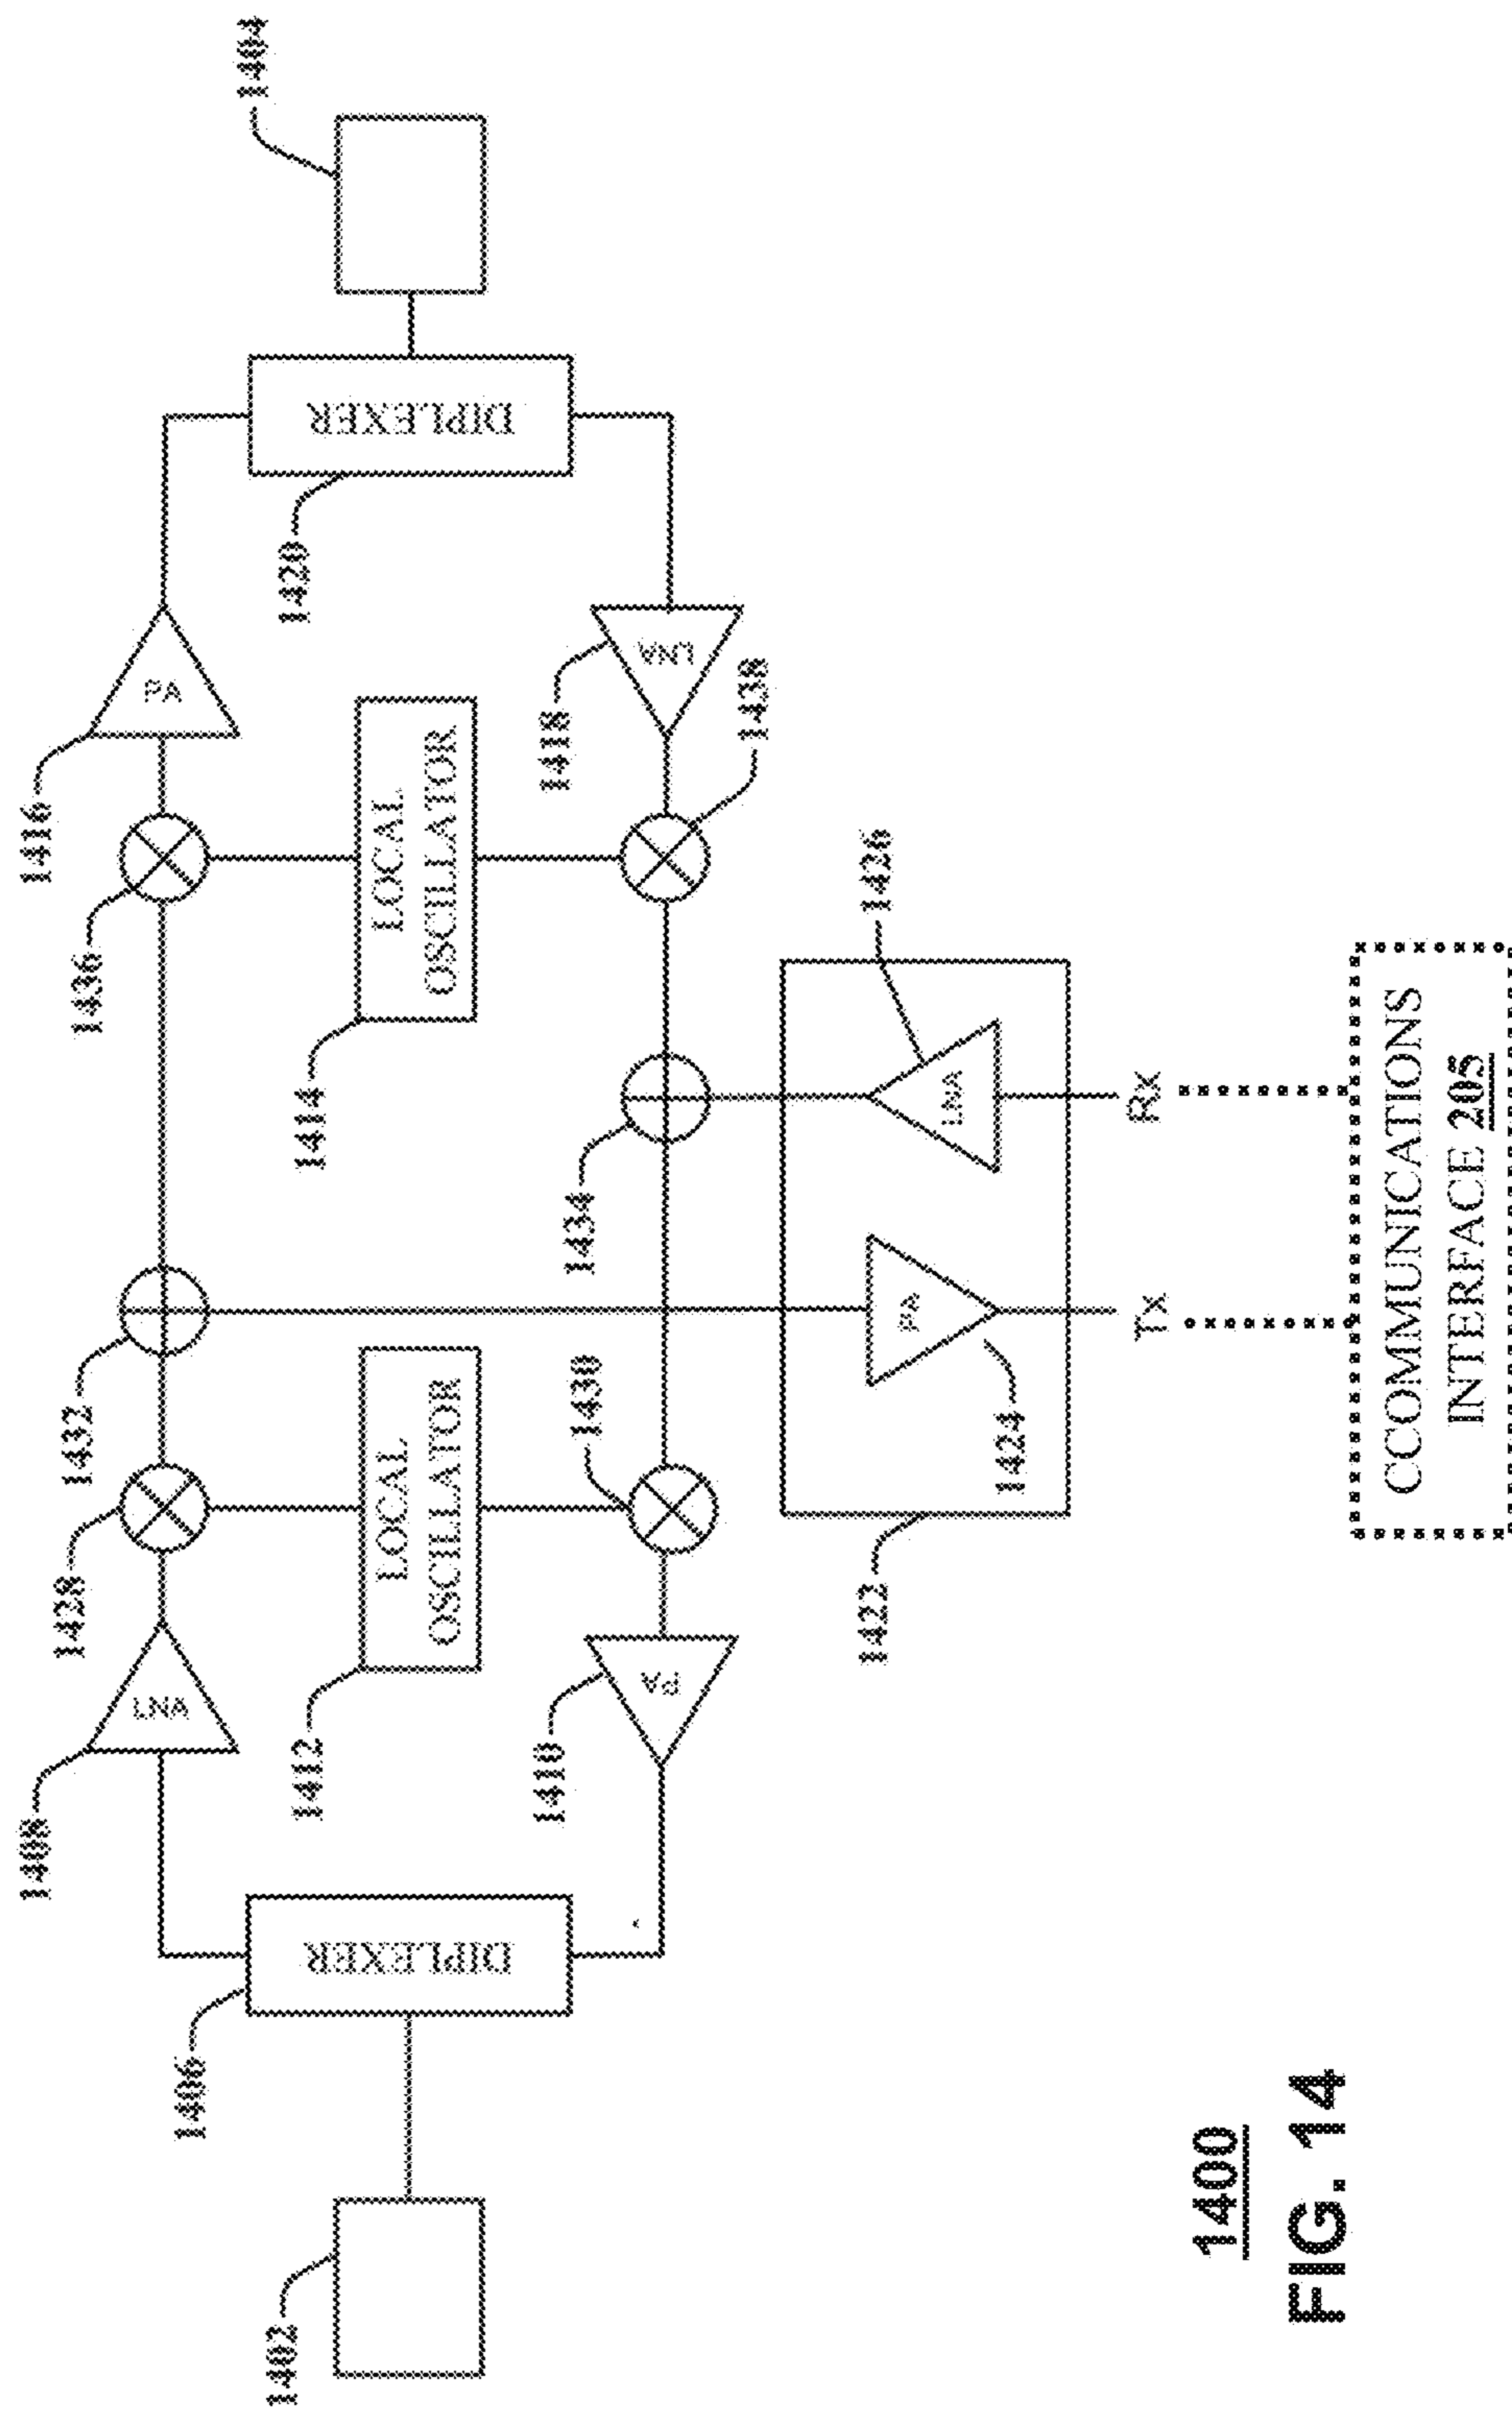 1404
DIPLEXER
1420
PA
1416
LNA
1418
1438
1436
LOCAL
OSCILLATOR
1414
1434
LNA
1426
Rx
1432
LOCAL
OSCILLATOR
1412
1430
PA
1424
Tx
1422
CCOMMUNICATIONS
INTERFACE 205
1428
LNA
1408
PA
1410
DIPLEXER
1406
1402
1400
FIG. 14